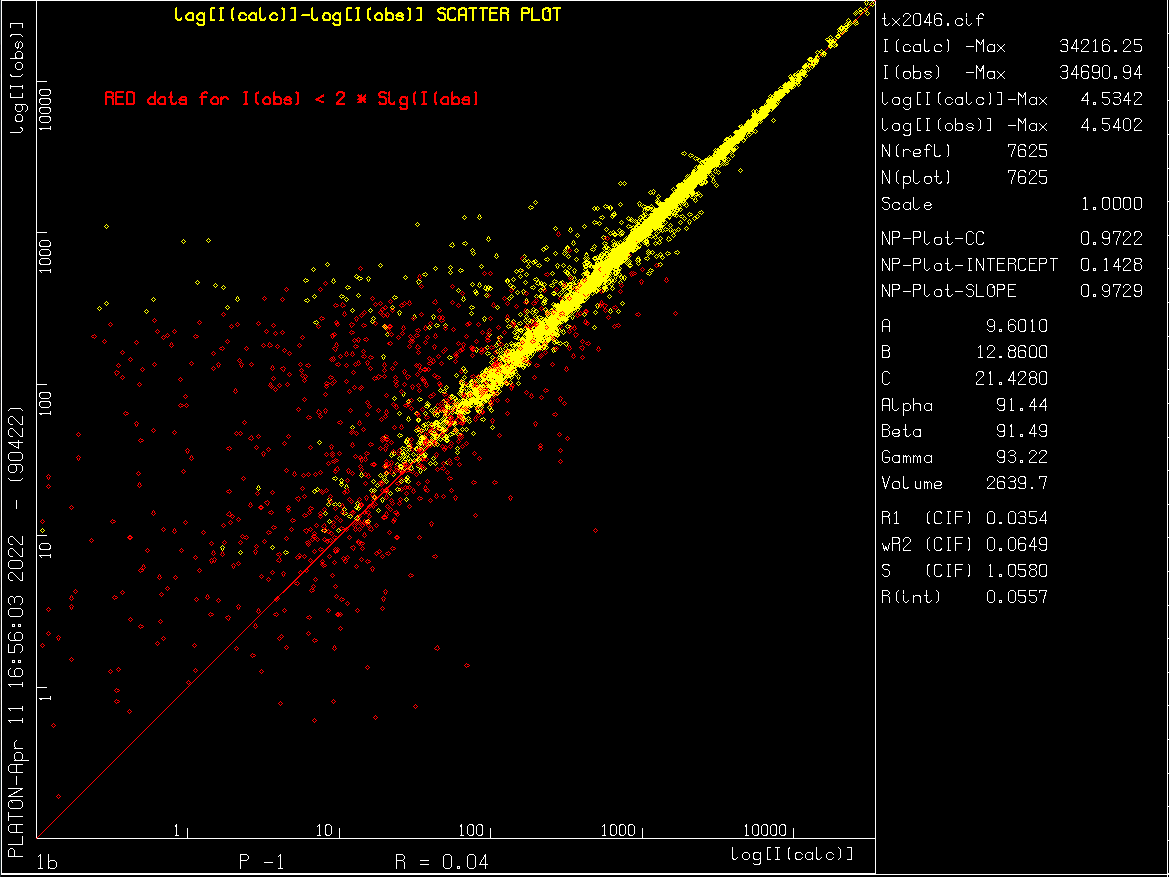 log[I(calc)]-log[I(obs)] SCATTER PLOT
RED data for I(obs) < 2 * Sig(I(obs)
log[I(obs)]
10000
1000
100
10
1
1
10
100
1000
10000
log[I(calc)]
1b
P -1
R = 0.04
PLATON-Apr 11 16:56:03 2022 - (90422)
tx2046.cif
I(calc) -Max 34216.25
I(obs) -Max 34690.94
log[I(calc)]-Max 4.5342
log[I(obs)] -Max 4.5402
N(refl) 7625
N(plot) 7625
Scale 1.0000
NP-Plot-CC 0.9722
NP-Plot-INTERCEPT 0.1428
NP-Plot-SLOPE 0.9729
A 9.6010
B 12.8600
C 21.4280
Alpha 91.44
Beta 91.49
Gamma 93.22
Volume 2639.7
R1 (CIF) 0.0354
wR2 (CIF) 0.0649
S (CIF) 1.0580
R(int) 0.0557